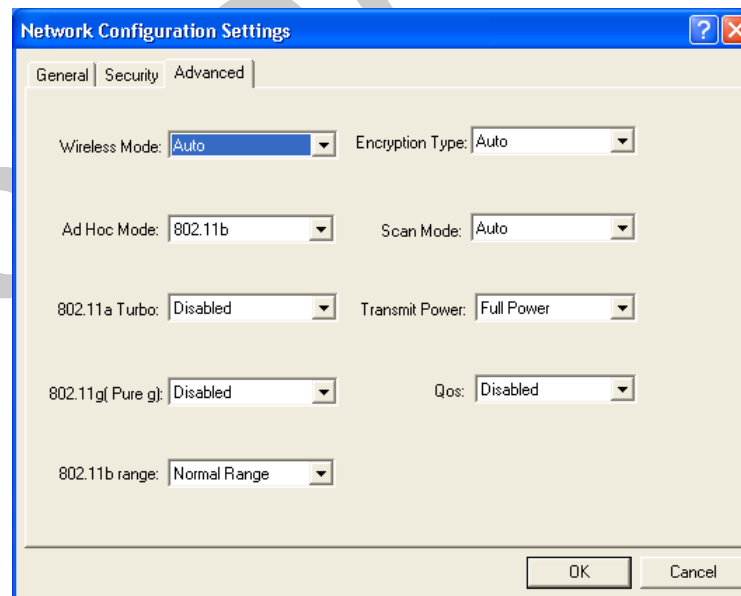 Network Configuration Settings
General Security Advanced
Wireless Mode: Auto
Encryption Type: Auto
Ad Hoc Mode: 802.11b
Scan Mode: Auto
802.11a Turbo: Disabled
Transmit Power: Full Power
802.11g( Pure g): Disabled
Qos: Disabled
802.11b range: Normal Range
OK Cancel